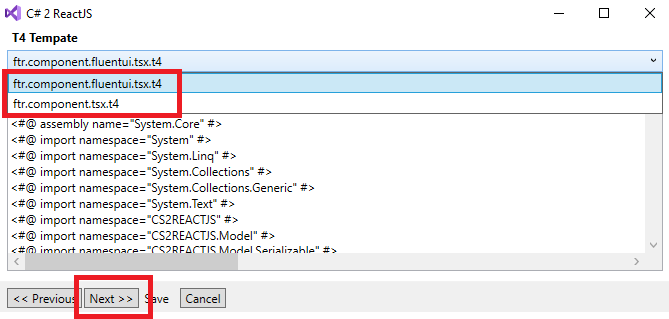 C# 2 ReactJS
T4 Tempate
ftr.component.fluentui.tsx.t4
ftr.component.fluentui.tsx.t4
ftr.component.tsx.t4
<#@ assembly name="System.Core" #>
<#@ import namespace="System" #>
<#@ import namespace="System.Linq" #>
<#@ import namespace="System.Collections" #>
<#@ import namespace="System.Collections.Generic" #>
<#@ import namespace="System.Text" #>
<#@ import namespace="CS2REACTJS" #>
<#@ import namespace="CS2REACTJS.Model" #>
<#@ import namespace="CS2REACTJS.Model.Serializable" #>
<< Previous Next >> Save Cancel